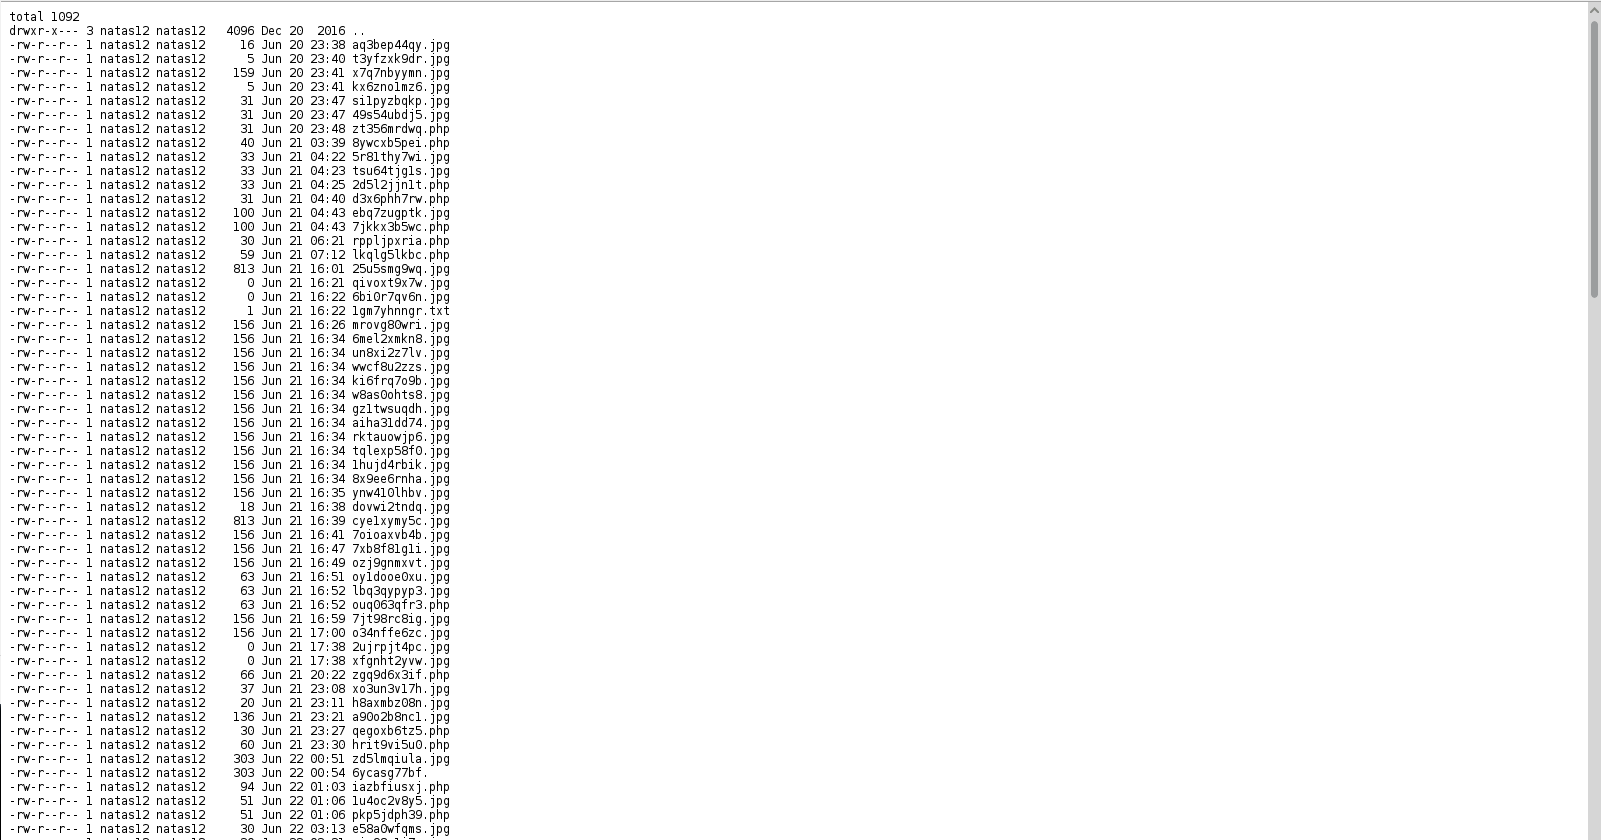 total 1092
drwxr-x--- 3 natas12 natas12   4096 Dec 20  2016 ..
-rw-r--r-- 1 natas12 natas12     16 Jun 20 23:38 aq3bep44qy.jpg
-rw-r--r-- 1 natas12 natas12      5 Jun 20 23:40 t3yfzxk9dr.jpg
-rw-r--r-- 1 natas12 natas12    159 Jun 20 23:41 x7q7nbyymn.jpg
-rw-r--r-- 1 natas12 natas12      5 Jun 20 23:41 kx6zno1mz6.jpg
-rw-r--r-- 1 natas12 natas12     31 Jun 20 23:47 si1pyzbqkp.jpg
-rw-r--r-- 1 natas12 natas12     31 Jun 20 23:47 49s54ubdj5.jpg
-rw-r--r-- 1 natas12 natas12     31 Jun 20 23:48 zt356mrdwq.php
-rw-r--r-- 1 natas12 natas12     40 Jun 21 03:39 8ywcxb5pei.php
-rw-r--r-- 1 natas12 natas12     33 Jun 21 04:22 5r81thy7wi.jpg
-rw-r--r-- 1 natas12 natas12     33 Jun 21 04:23 tsu64tjg1s.jpg
-rw-r--r-- 1 natas12 natas12     33 Jun 21 04:25 2d5l2jjn1t.php
-rw-r--r-- 1 natas12 natas12     31 Jun 21 04:40 d3x6phh7rw.php
-rw-r--r-- 1 natas12 natas12    100 Jun 21 04:43 ebq7zugptk.jpg
-rw-r--r-- 1 natas12 natas12    100 Jun 21 04:43 7jkkx3b5wc.php
-rw-r--r-- 1 natas12 natas12     30 Jun 21 06:21 rppljpxria.php
-rw-r--r-- 1 natas12 natas12     59 Jun 21 07:12 lkqlg5lkbc.php
-rw-r--r-- 1 natas12 natas12    813 Jun 21 16:01 25u5smg9wq.jpg
-rw-r--r-- 1 natas12 natas12      0 Jun 21 16:21 qivoxt9x7w.jpg
-rw-r--r-- 1 natas12 natas12      0 Jun 21 16:22 6bi0r7qv6n.jpg
-rw-r--r-- 1 natas12 natas12      1 Jun 21 16:22 1gm7yhnngr.txt
-rw-r--r-- 1 natas12 natas12    156 Jun 21 16:26 mrovg80wri.jpg
-rw-r--r-- 1 natas12 natas12    156 Jun 21 16:34 6mel2xmkn8.jpg
-rw-r--r-- 1 natas12 natas12    156 Jun 21 16:34 un8xi2z7lv.jpg
-rw-r--r-- 1 natas12 natas12    156 Jun 21 16:34 wwcf8u2zzs.jpg
-rw-r--r-- 1 natas12 natas12    156 Jun 21 16:34 ki6frq7o9b.jpg
-rw-r--r-- 1 natas12 natas12    156 Jun 21 16:34 w8as0ohts8.jpg
-rw-r--r-- 1 natas12 natas12    156 Jun 21 16:34 gz1twsuqdh.jpg
-rw-r--r-- 1 natas12 natas12    156 Jun 21 16:34 aiha31dd74.jpg
-rw-r--r-- 1 natas12 natas12    156 Jun 21 16:34 rktauowjp6.jpg
-rw-r--r-- 1 natas12 natas12    156 Jun 21 16:34 tqlexp58f0.jpg
-rw-r--r-- 1 natas12 natas12    156 Jun 21 16:34 1hujd4rbik.jpg
-rw-r--r-- 1 natas12 natas12    156 Jun 21 16:34 8x9ee6rnha.jpg
-rw-r--r-- 1 natas12 natas12    156 Jun 21 16:35 ynw410lhbv.jpg
-rw-r--r-- 1 natas12 natas12     18 Jun 21 16:38 dovwi2tndq.jpg
-rw-r--r-- 1 natas12 natas12    813 Jun 21 16:39 cye1xymy5c.jpg
-rw-r--r-- 1 natas12 natas12    156 Jun 21 16:41 7oioaxvb4b.jpg
-rw-r--r-- 1 natas12 natas12    156 Jun 21 16:47 7xb8f81gli.jpg
-rw-r--r-- 1 natas12 natas12    156 Jun 21 16:49 ozj9gnmxvt.jpg
-rw-r--r-- 1 natas12 natas12     63 Jun 21 16:51 oyldooe0xu.jpg
-rw-r--r-- 1 natas12 natas12     63 Jun 21 16:52 lbq3qypyp3.jpg
-rw-r--r-- 1 natas12 natas12     63 Jun 21 16:52 ouq063qfr3.php
-rw-r--r-- 1 natas12 natas12    156 Jun 21 16:59 7jt98rc8ig.jpg
-rw-r--r-- 1 natas12 natas12    156 Jun 21 17:00 o34nffe6zc.jpg
-rw-r--r-- 1 natas12 natas12      0 Jun 21 17:38 2ujrpjt4pc.jpg
-rw-r--r-- 1 natas12 natas12      0 Jun 21 17:38 xfgnht2yvw.jpg
-rw-r--r-- 1 natas12 natas12     66 Jun 21 20:22 zgq9d6x3if.php
-rw-r--r-- 1 natas12 natas12     37 Jun 21 23:08 xo3un3v17h.jpg
-rw-r--r-- 1 natas12 natas12     20 Jun 21 23:11 h8axmbz08n.jpg
-rw-r--r-- 1 natas12 natas12    136 Jun 21 23:21 a90o2b8nc1.jpg
-rw-r--r-- 1 natas12 natas12     30 Jun 21 23:27 qegoxb6tz5.php
-rw-r--r-- 1 natas12 natas12     60 Jun 21 23:30 hrit9vi5u0.php
-rw-r--r-- 1 natas12 natas12    303 Jun 22 00:51 zd5lmqiula.jpg
-rw-r--r-- 1 natas12 natas12    303 Jun 22 00:54 6ycasg77bf.
-rw-r--r-- 1 natas12 natas12     94 Jun 22 01:03 iazbfiusxj.php
-rw-r--r-- 1 natas12 natas12     51 Jun 22 01:06 lu4oc2v8y5.jpg
-rw-r--r-- 1 natas12 natas12     51 Jun 22 01:06 pkp5jdph39.php
-rw-r--r-- 1 natas12 natas12     30 Jun 22 03:13 e58a0wfqms.jpg